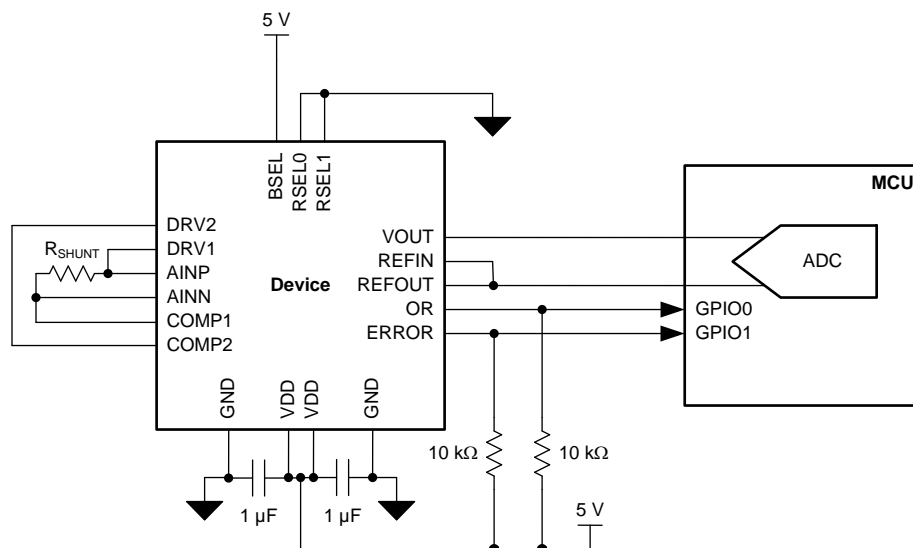 5 V
BSEL
RSEL0
RSEL1
MCU
DRV2
DRV1
AINP
AINN
COMP1
COMP2
RSHUNT
Device
VOUT
REFIN
REFOUT
OR
ERROR
ADC
GPIO0
GPIO1
GND
VDD
VDD
GND
10 kΩ
10 kΩ
1 µF
1 µF
5 V